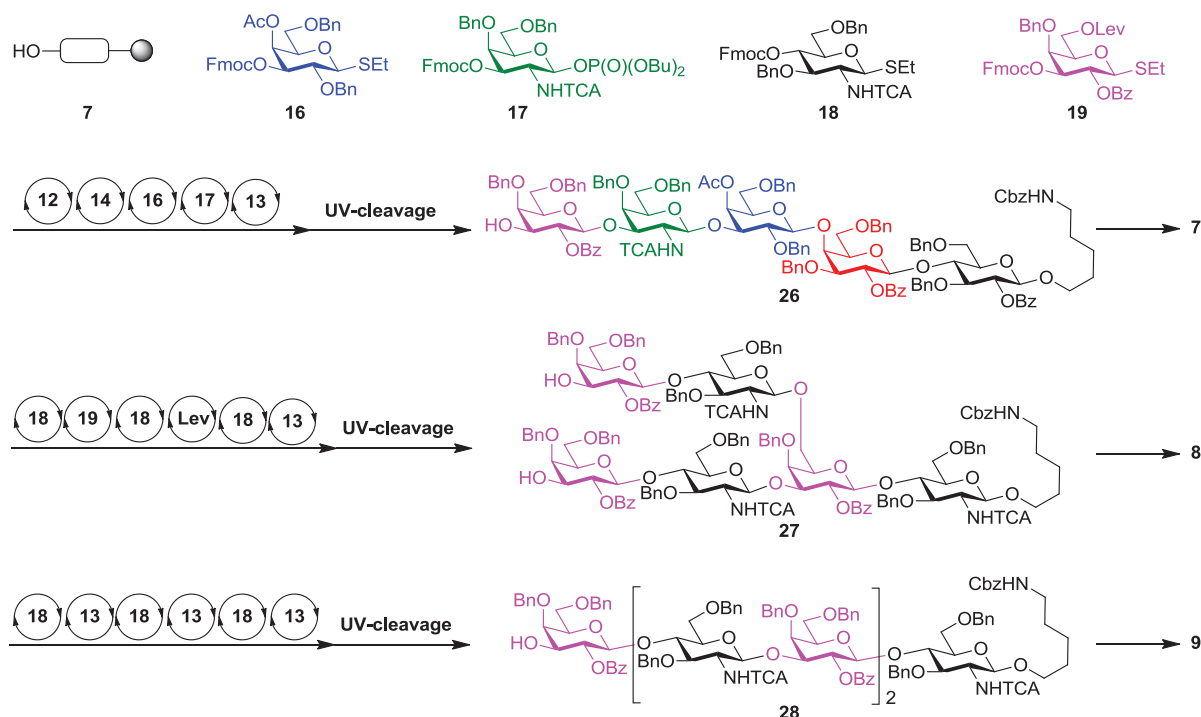 HO
7
AcO OBn
O
FmocO SEt
OBn
16
BnO OBn
O
FmocO OP(O)(OBu)2
NHTCA
17
OBn
FmocO O
BnO SEt
NHTCA
18
BnO OLev
O
FmocO SEt
OBz
19
12 14 16 17 13
UV-cleavage
BnO OBn
O
HO O
OBz
BnO OBn
O
O
TCAHN
AcO OBn
O
O
OBn
OBn
O
BnO O
OBz
OBn
O
BnO O
OBz
CbzHN
26
7
18 19 18 Lev 18 13
UV-cleavage
BnO OBn
O
HO O
OBz
OBn
O
BnO O
TCAHN
BnO OBn
O
HO O
OBz
OBn
O
BnO O
NHTCA
BnO
O
O
OBz
OBn
O
BnO O
NHTCA
CbzHN
27
8
18 13 18 13 18 13
UV-cleavage
BnO OBn
O
HO O
OBz
OBn
O
BnO O
NHTCA
BnO OBn
O
O
OBz
2
OBn
O
BnO O
NHTCA
CbzHN
28
9